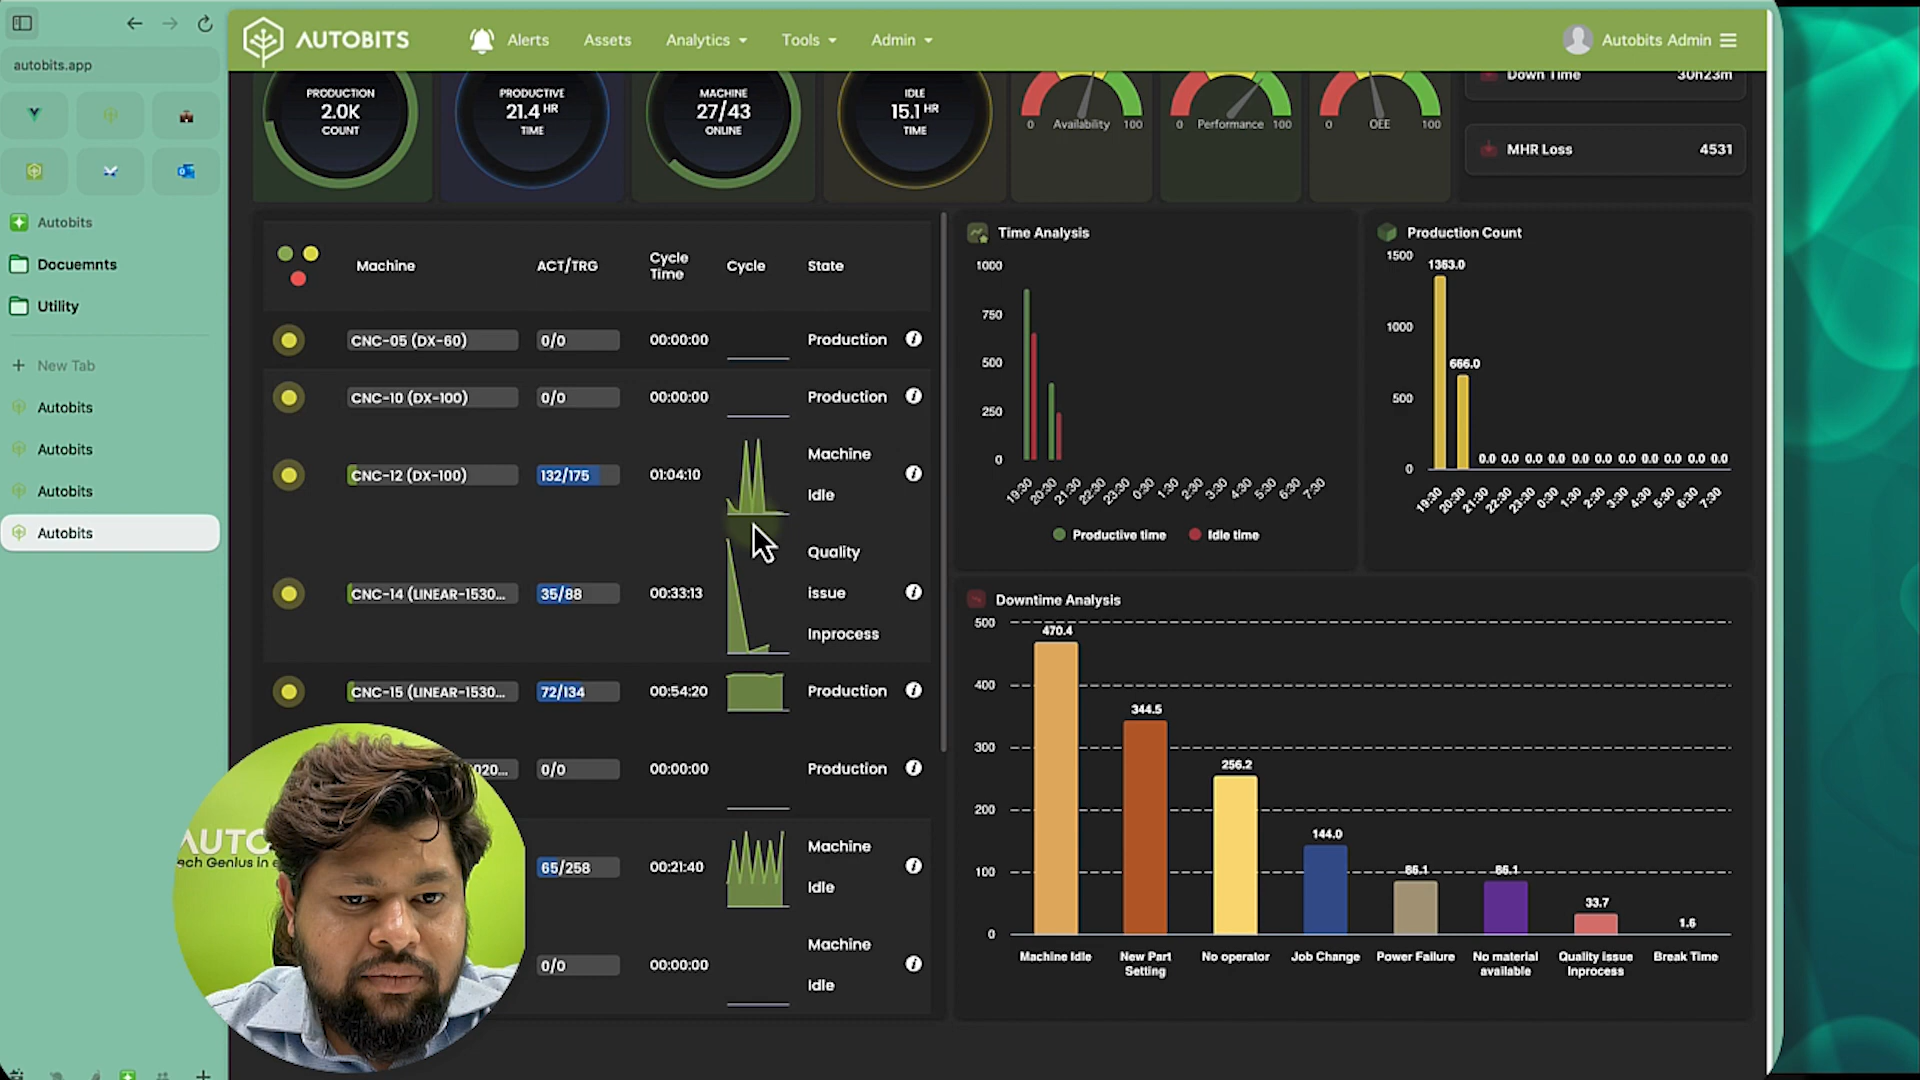 autobits.app
Autobits
Docuemnts
Utility
New Tab
Autobits
Autobits
Autobits
Autobits
AUTOBITS
Alerts
Assets
Analytics
Tools
Admin
Autobits Admin
PRODUCTION
2.0K
COUNT
PRODUCTIVE
21.4 HR
TIME
MACHINE
27/43
ONLINE
IDLE
15.1 HR
TIME
0 Availability 100
0 Performance 100
0 OEE 100
Down Time 30h23m
MHR Loss 4531
Machine
ACT/TRG
Cycle
Time
Cycle
State
CNC-05 (DX-60) 0/0 00:00:00 Production
CNC-10 (DX-100) 0/0 00:00:00 Production
CNC-12 (DX-100) 132/175 01:04:10 Machine
Idle
CNC-14 (LINEAR-1530... 35/88 00:33:13 Quality
issue
Inprocess
CNC-15 (LINEAR-1530... 72/134 00:54:20 Production
020... 0/0 00:00:00 Production
65/258 00:21:40 Machine
Idle
0/0 00:00:00 Machine
Idle
AUTO
ech Genius in e
Time Analysis
1000
750
500
250
0
19:30 20:30 21:30 22:30 23:30 0:30 1:30 2:30 3:30 4:30 5:30 6:30 7:30
Productive time
Idle time
Production Count
1500
1000
500
0
1363.0
666.0
0.0 0.0 0.0 0.0 0.0 0.0 0.0 0.0 0.0 0.0 0.0
19:30 20:30 21:30 22:30 23:30 0:30 1:30 2:30 3:30 4:30 5:30 6:30 7:30
Downtime Analysis
500
400
300
200
100
0
470.4
344.5
256.2
144.0
33.7
1.6
Machine Idle
New Part
Setting
No operator
Job Change
Power Failure
No material
available
Quality issue
Inprocess
Break Time